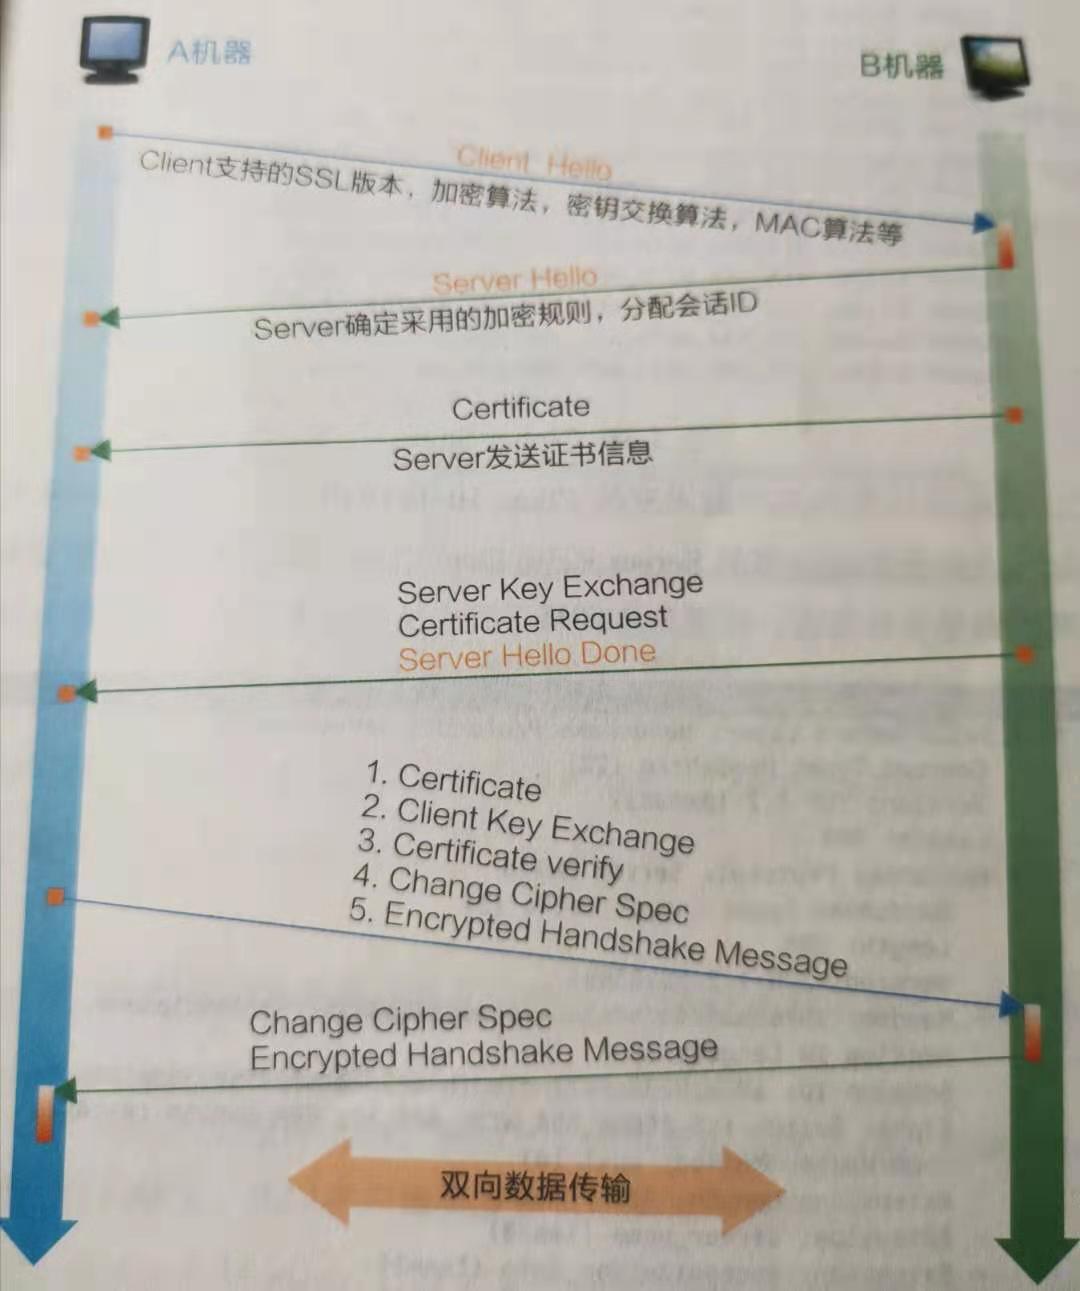 A机器
B机器
Client Hello
Client支持的SSL版本，加密算法，密钥交换算法，MAC算法等
Server Hello
Server确定采用的加密规则，分配会话ID
Certificate
Server发送证书信息
Server Key Exchange
Certificate Request
Server Hello Done
1. Certificate
2. Client Key Exchange
3. Certificate verify
4. Change Cipher Spec
5. Encrypted Handshake Message
Change Cipher Spec
Encrypted Handshake Message
双向数据传输